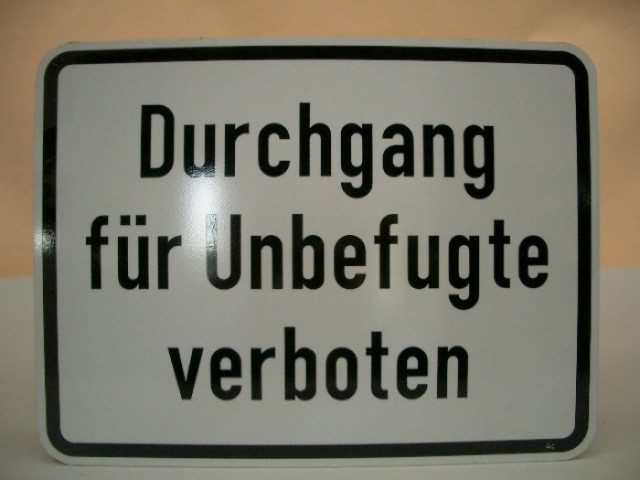 Durchgang
für Unbefugte
verboten